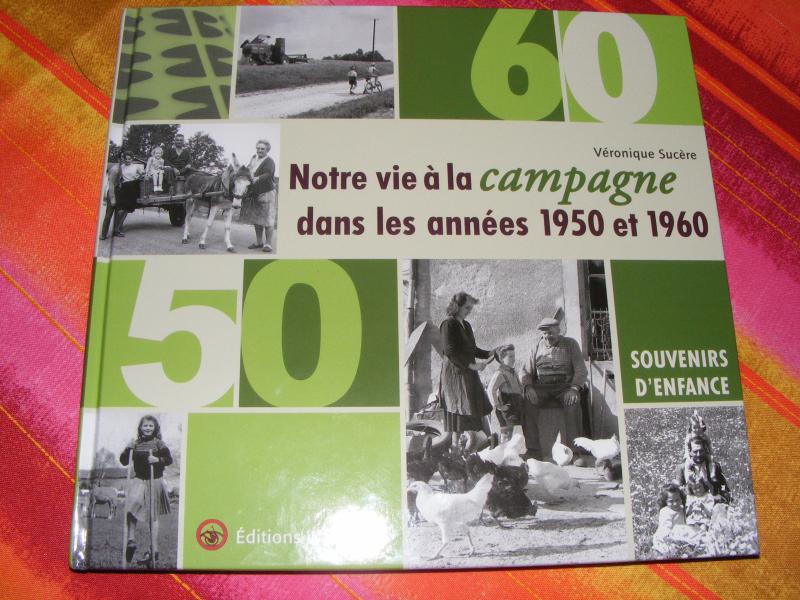 60
Véronique Sucère
Notre vie à la campagne
dans les années 1950 et 1960
50
SOUVENIRS
D'ENFANCE
Éditions